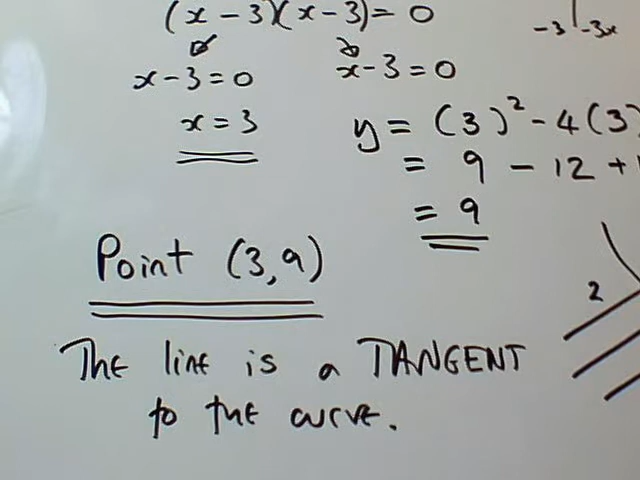 (x - 3)(x - 3) = 0
-3 | -3x
x - 3 = 0
x - 3 = 0
x = 3
y = (3)² - 4(3)
= 9 - 12 +
= 9
Point (3,9)
2
The line is a TANGENT
to the curve.